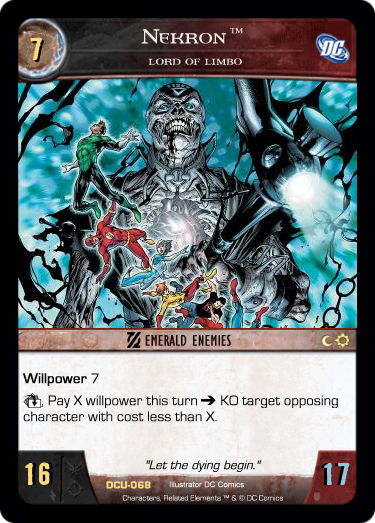 7
Nekron™
DC
LORD OF LIMBO
EMERALD ENEMIES
Willpower 7
, Pay X willpower this turn ➔ KO target opposing
character with cost less than X.
"Let the dying begin."
16
DCU-068 Illustrator DC Comics
17
Characters, Related Elements ™ & © DC Comics